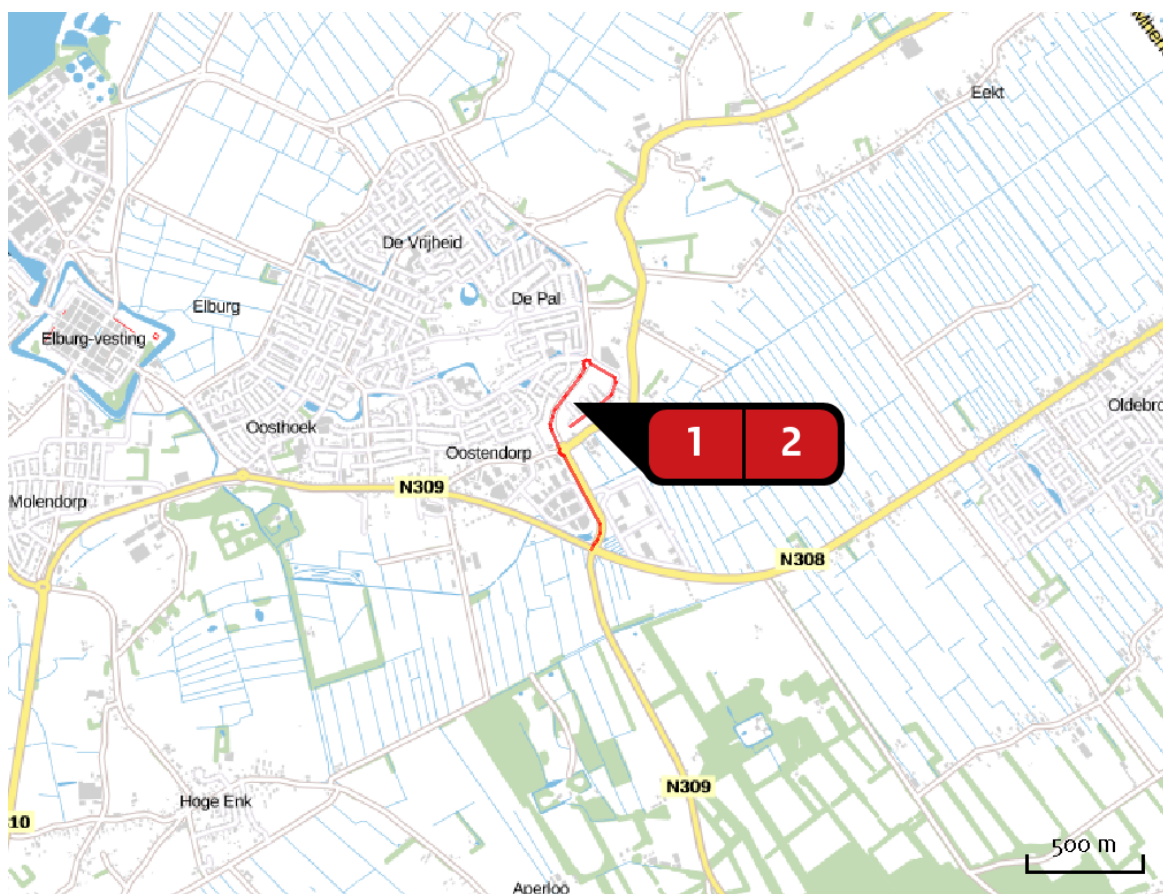 Eekt
De Vrijheid
De Pal
Elburg
Elburg-vesting
Oldebro
Oosthoek
Oostendorp
1 2
N309
Molendorp
N308
N309
Hoge Enk
10
500 m
Aperloo